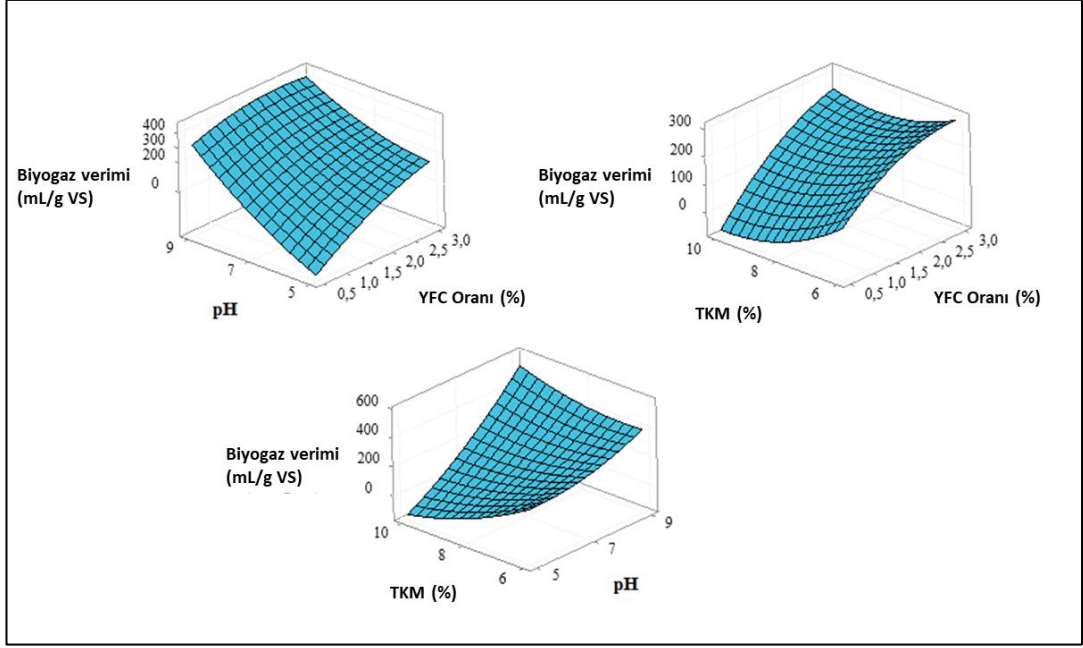 400
300
200
0
Biyogaz verimi
(mL/g VS)
9
7
5
pH
0,5 1,0 1,5 2,0 2,5 3,0
YFC Oranı (%)
300
200
100
0
Biyogaz verimi
(mL/g VS)
10
8
6
TKM (%)
0,5 1,0 1,5 2,0 2,5 3,0
YFC Oranı (%)
600
400
200
0
Biyogaz verimi
(mL/g VS)
10
8
6
TKM (%)
5
7
9
pH